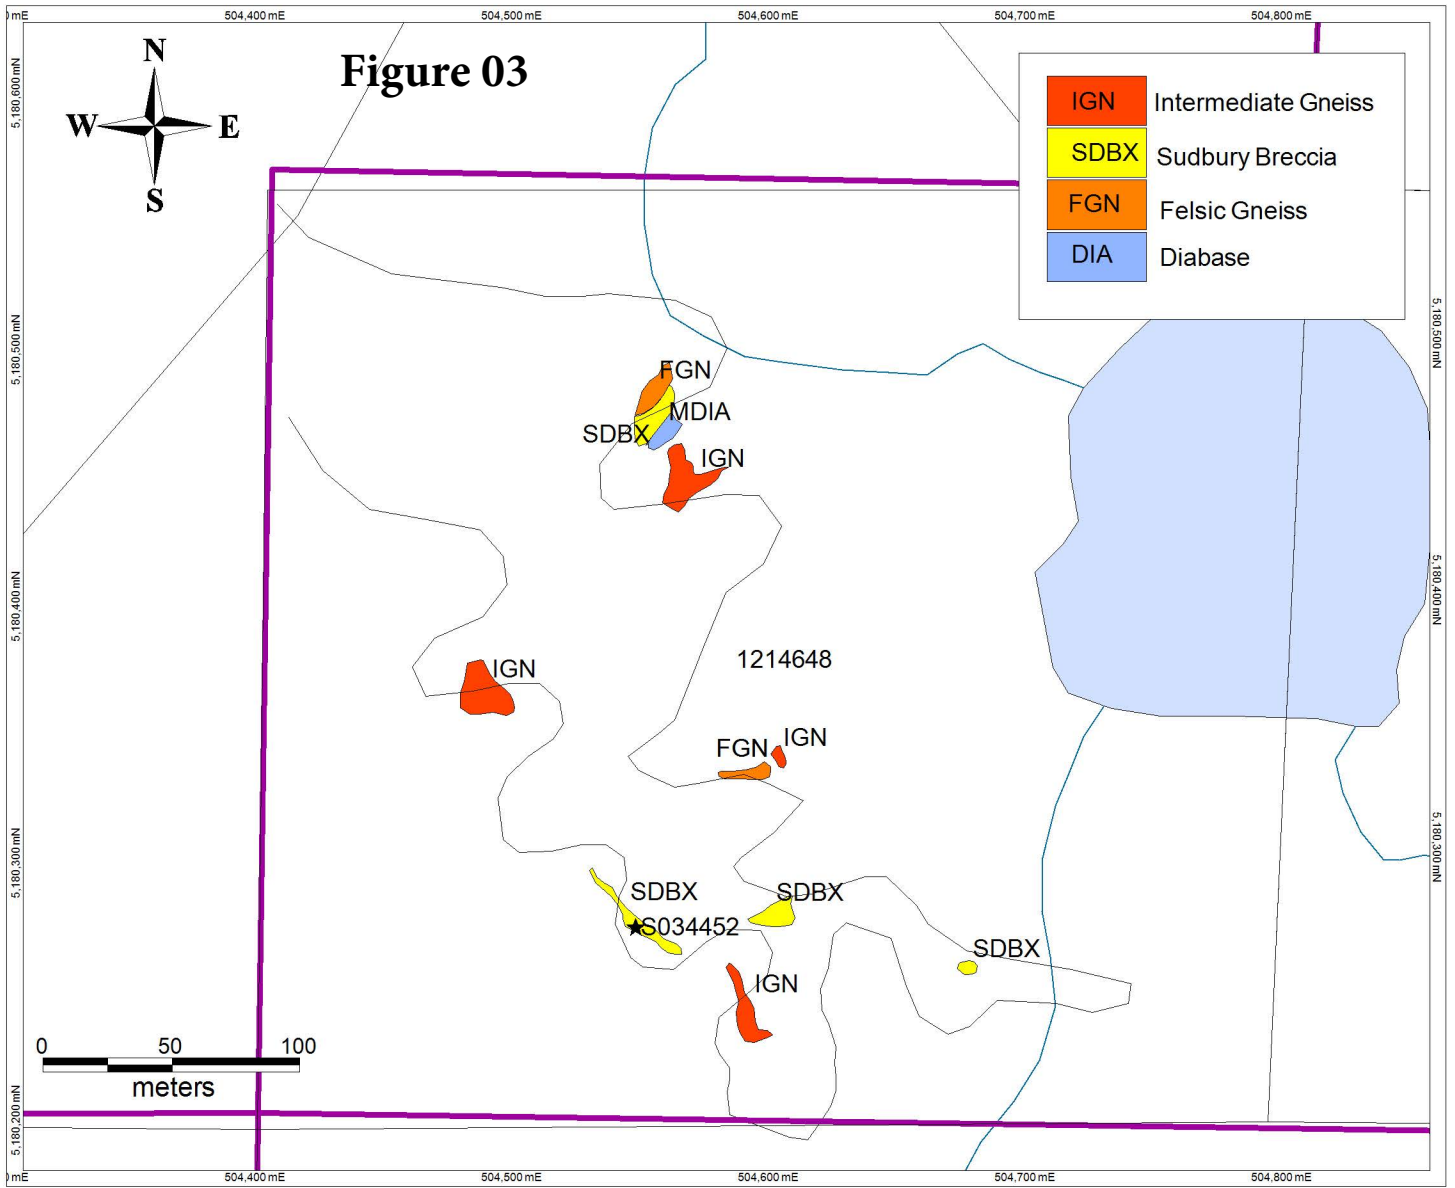 0 mE 504,400 mE 504,500 mE 504,600 mE 504,700 mE 504,800 mE
N
W E
S
Figure 03
IGN Intermediate Gneiss
SDBX Sudbury Breccia
FGN Felsic Gneiss
DIA Diabase
5,180,600 mN
5,180,500 mN
5,180,400 mN
5,180,300 mN
5,180,200 mN
5,180,500 mN
5,180,400 mN
5,180,300 mN
FGN
MDIA
SDBX
IGN
1214648
IGN
IGN
FGN
SDBX
SDBX
S034452
SDBX
IGN
0 50 100
meters
0 mE 504,400 mE 504,500 mE 504,600 mE 504,700 mE 504,800 mE